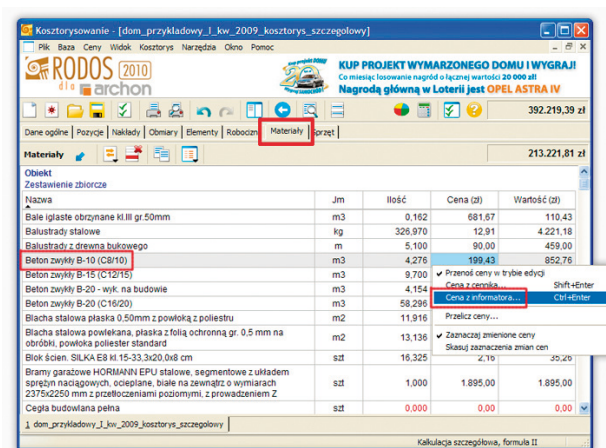 Kosztorysowanie - [dom_przykladowy_I_kw_2009_kosztorys_szczegolowy]
Plik Baza Ceny Widok Kosztorys Narzędzia Okno Pomoc
RODOS 2010
dla archon
KUP PROJEKT WYMARZONEGO DOMU I WYGRAJ!
Co miesiąc losowanie nagród o łącznej wartości 20 000 zł!
Nagrodą główną w Loterii jest OPEL ASTRA IV
392.219,39 zł
Dane ogólne Pozycje Nakłady Obmiary Elementy Robocizna Materiały Sprzęt
Materiały 213.221,81 zł
Obiekt
Zestawienie zbiorcze
Nazwa Jm Ilość Cena (zł) Wartość (zł)
Bale iglaste obrzynane kl.III gr.50mm m3 0,162 681,67 110,43
Balustrady stalowe kg 326,970 12,91 4.221,18
Balustrady z drewna bukowego m 5,100 90,00 459,00
Beton zwykły B-10 (C8/10) m3 4,276 199,43 852,76
Beton zwykły B-15 (C12/15) m3 9,700
Beton zwykły B-20 - wyk. na budowie m3 4,154
Beton zwykły B-20 (C16/20) m3 58,296
Przenoś ceny w trybie edycji
Cena z cennika... Shift+Enter
Cena z informatora... Ctrl+Enter
Przelicz ceny...
Zaznaczaj zmienione ceny
Skasuj zaznaczenia zmian cen
Blacha stalowa płaska 0,50mm z powłoką z poliestru m2 11,916
Blacha stalowa powlekana, płaska z folią ochronną gr. 0,5 mm na
obróbki, powłoka poliester standard m2 13,136
Blok ścien. SILKA E8 kl.15-33,3x20,0x8 cm szt 16,325 2,16 35,26
Bramy garażowe HORMANN EPU stalowe, segmentowe z układem
sprężyn naciągowych, ocieplane, białe na zewnątrz o wymiarach
2375x2250 mm z przetłoczeniami poziomymi, z prowadzeniem Z szt 1,000 1.895,00 1.895,00
Cegła budowlana pełna szt 0,000 0,00 0,00
1 dom_przykladowy_I_kw_2009_kosztorys_szczegolowy
Kalkulacja szczegółowa, formuła II